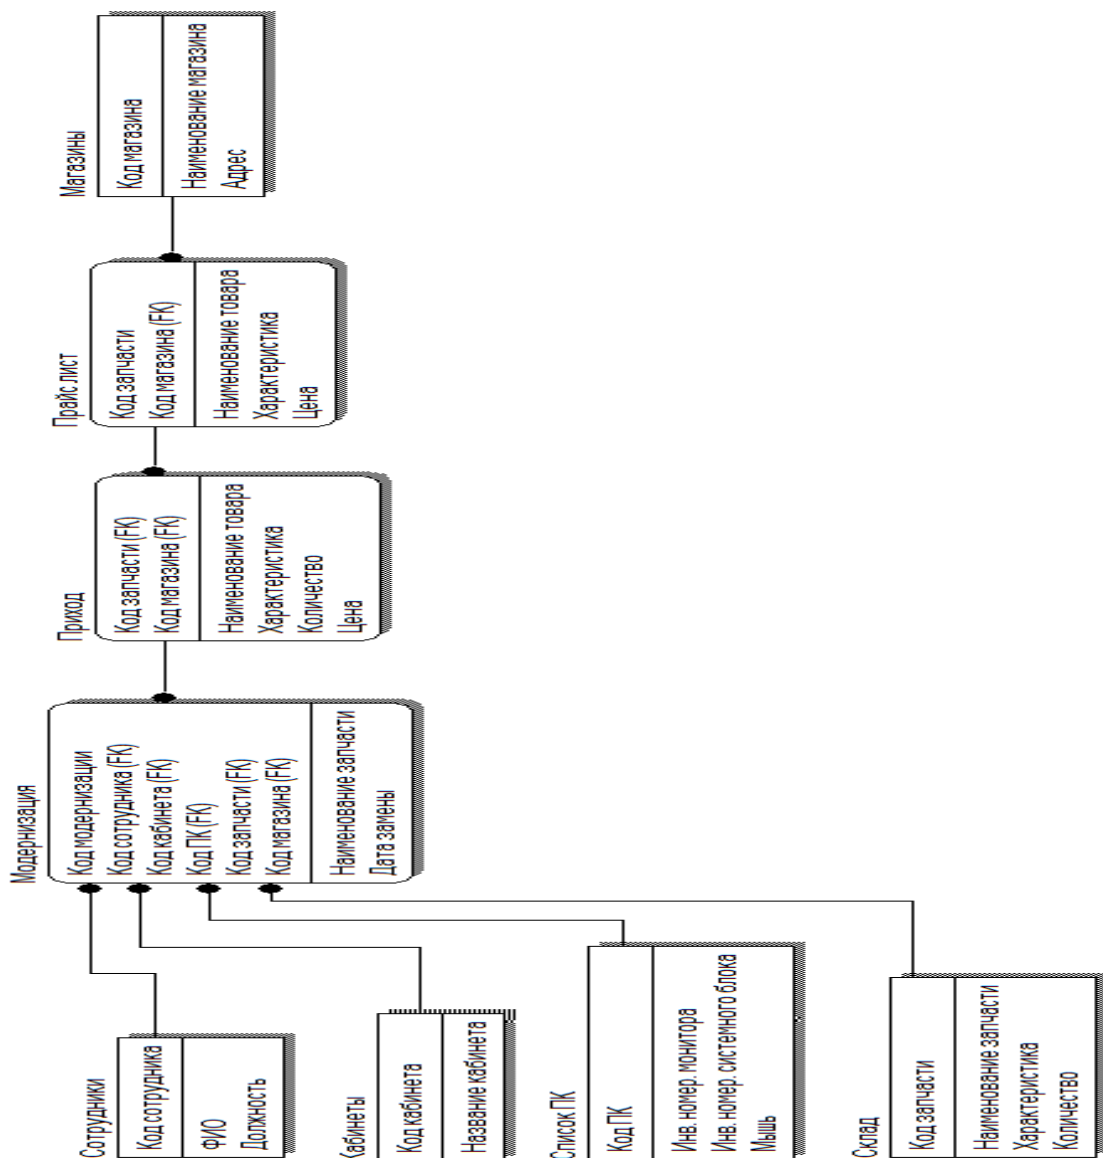 Сотрудники
Код сотрудника
ФИО
Должность
Кабинеты
Код кабинета
Название кабинета
Список ПК
Код ПК
Инв. номер. монитора
Инв. номер. системного блока
Мышь
Склад
Код запчасти
Наименование запчасти
Характеристика
Количество
Модернизация
Код модернизации
Код сотрудника (FK)
Код кабинета (FK)
Код ПК (FK)
Код запчасти (FK)
Код магазина (FK)
Наименование запчасти
Дата замены
Приход
Код запчасти (FK)
Код магазина (FK)
Наименование товара
Характеристика
Количество
Цена
Прайс лист
Код запчасти
Код магазина (FK)
Наименование товара
Характеристика
Цена
Магазины
Код магазина
Наименование магазина
Адрес